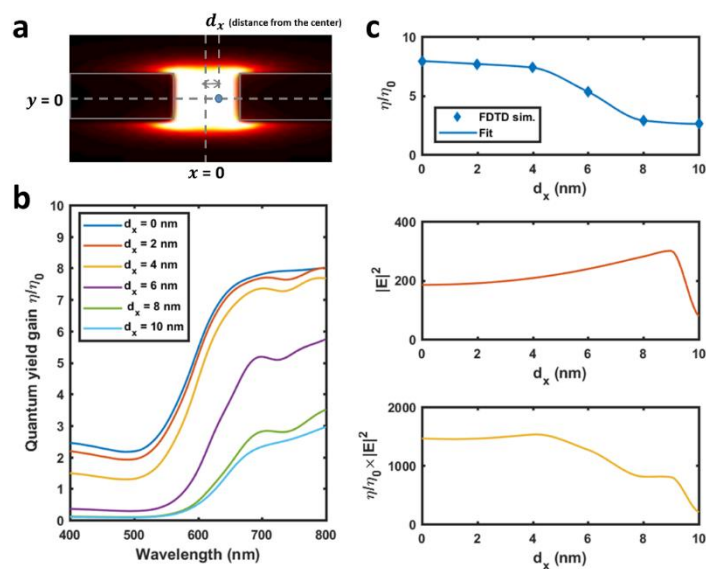 a
d_x (distance from the center)
y = 0
x = 0
b
Quantum yield gain η/η₀
10
9
8
7
6
5
4
3
2
1
0
d_x = 0 nm
d_x = 2 nm
d_x = 4 nm
d_x = 6 nm
d_x = 8 nm
d_x = 10 nm
400 500 600 700 800
Wavelength (nm)
c
η/η₀
10
5
0
FDTD sim.
Fit
0 2 4 6 8 10
d_x (nm)
|E|²
400
200
0
0 2 4 6 8 10
d_x (nm)
η/η₀×|E|²
2000
1000
0
0 2 4 6 8 10
d_x (nm)